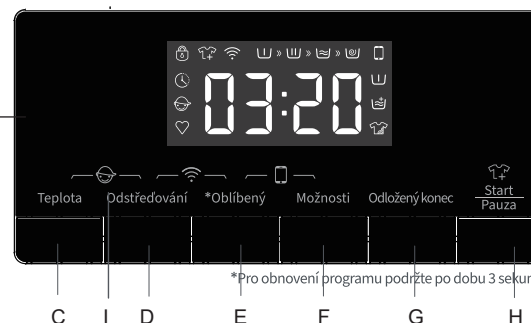 03:20
Teplota Odstřeďování *Oblíbený Možnosti Odložený konec Start
Pauza
*Pro obnovení programu podržte po dobu 3 sekun
C I D E F G H